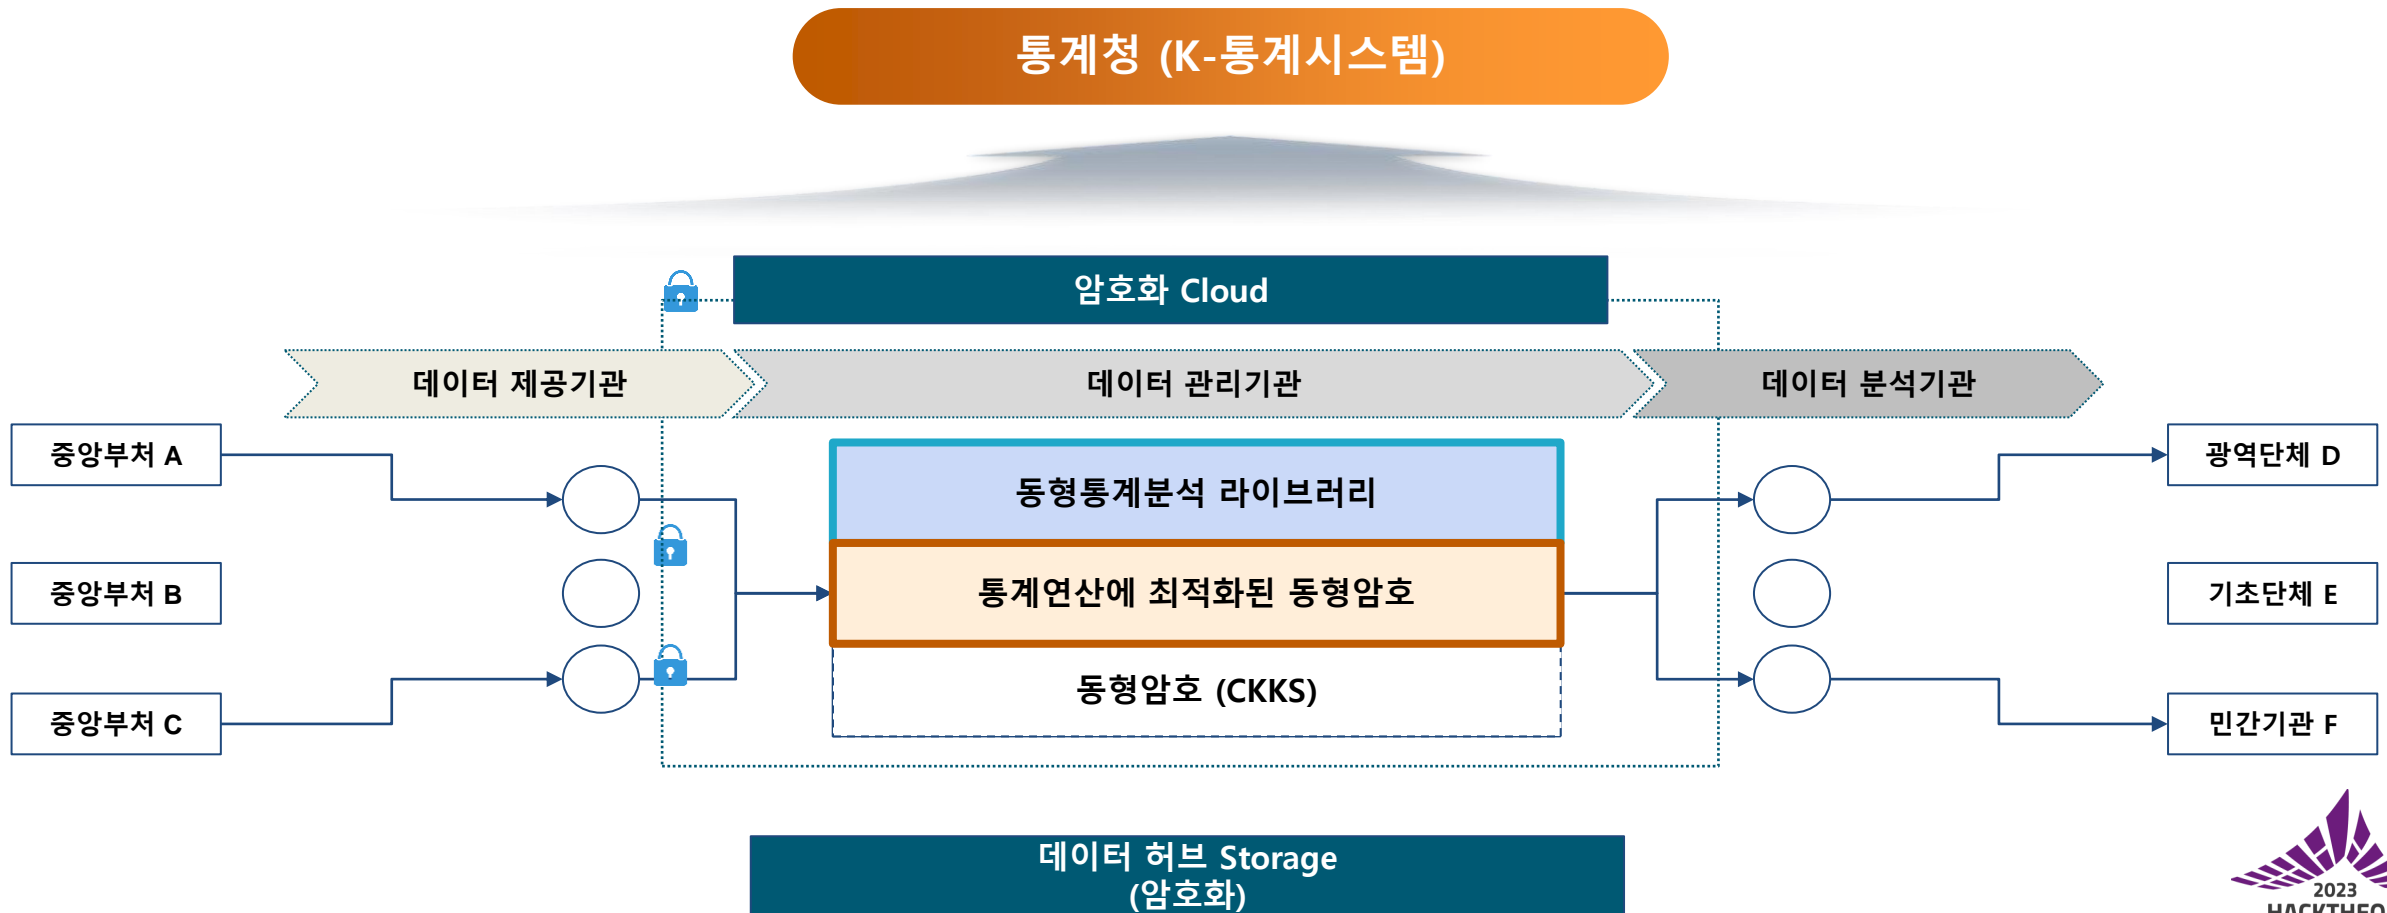 통계청 (K-통계시스템)
암호화 Cloud
데이터 제공기관
데이터 관리기관
데이터 분석기관
중앙부처 A
중앙부처 B
중앙부처 C
동형통계분석 라이브러리
통계연산에 최적화된 동형암호
동형암호 (CKKS)
광역단체 D
기초단체 E
민간기관 F
데이터 허브 Storage
(암호화)
2023